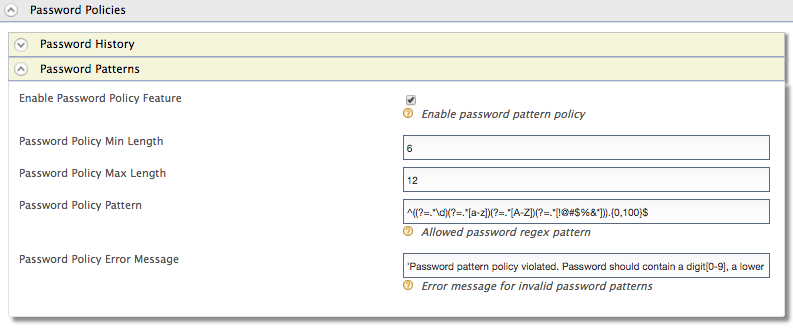 Password Policies
Password History
Password Patterns
Enable Password Policy Feature
Enable password pattern policy
Password Policy Min Length
6
Password Policy Max Length
12
Password Policy Pattern
^((?=.*\d)(?=.*[a-z])(?=.*[A-Z])(?=.*[!@#$%&*])).{0,100}$
Allowed password regex pattern
Password Policy Error Message
'Password pattern policy violated. Password should contain a digit[0-9], a lower
Error message for invalid password patterns